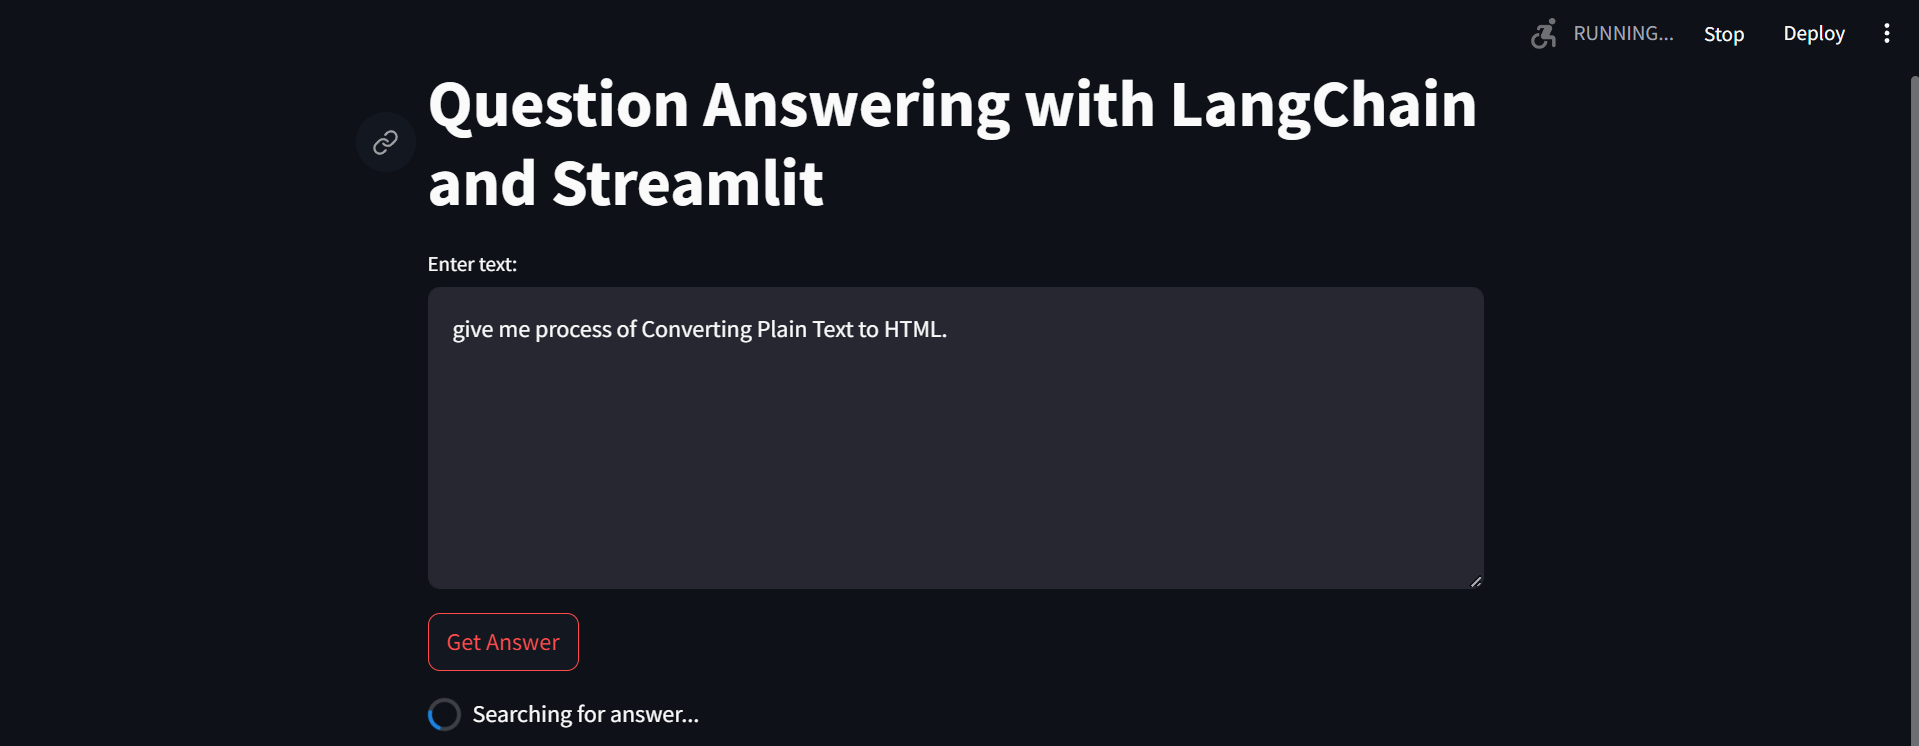 RUNNING... Stop Deploy
Question Answering with LangChain
and Streamlit
Enter text:
give me process of Converting Plain Text to HTML.
Get Answer
Searching for answer...